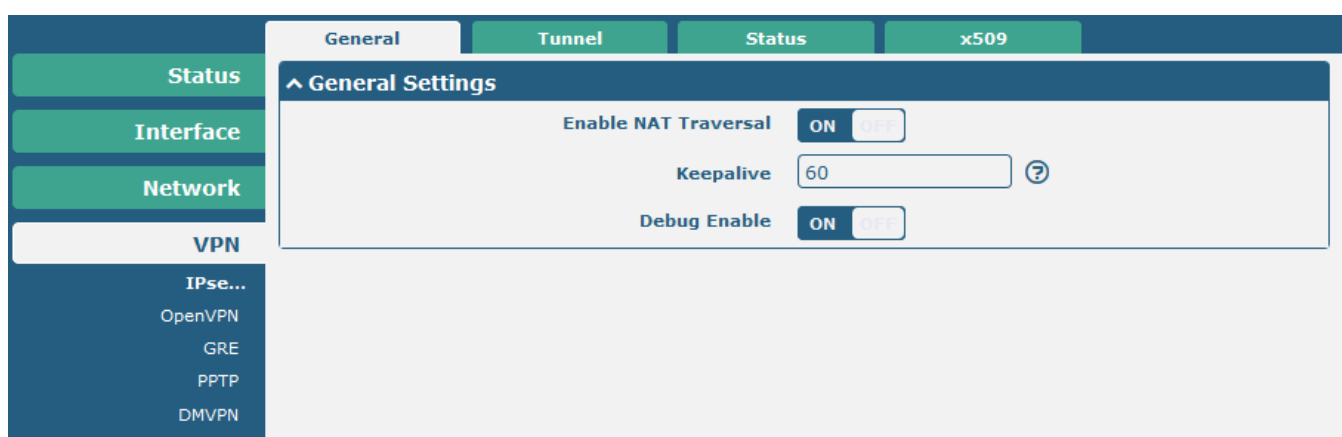 General Tunnel Status x509
Status
Interface
Network
VPN
IPse...
OpenVPN
GRE
PPTP
DMVPN
General Settings
Enable NAT Traversal ON OFF
Keepalive 60 ?
Debug Enable ON OFF